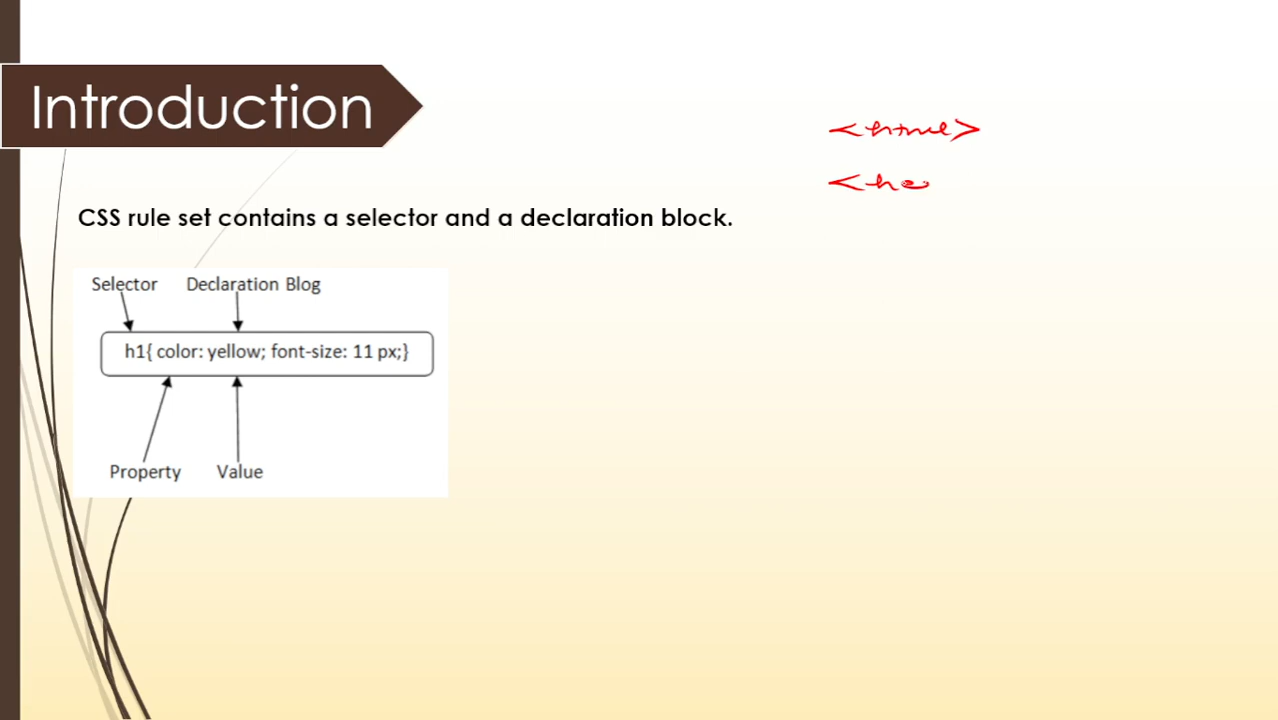 Introduction
<html>
<he
CSS rule set contains a selector and a declaration block.
Selector Declaration Blog
h1{ color: yellow; font-size: 11 px;}
Property Value